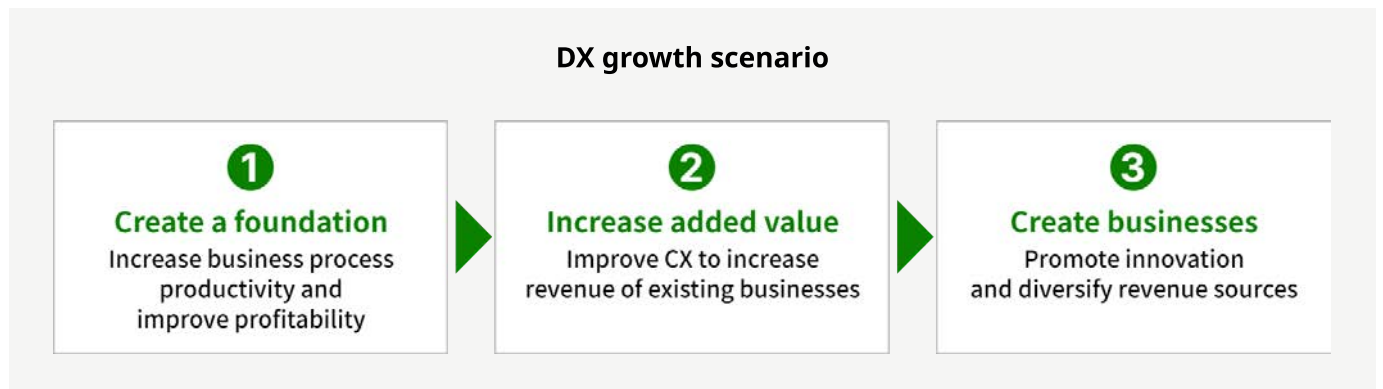 DX growth scenario
1
Create a foundation
Increase business process
productivity and
improve profitability
2
Increase added value
Improve CX to increase
revenue of existing businesses
3
Create businesses
Promote innovation
and diversify revenue sources